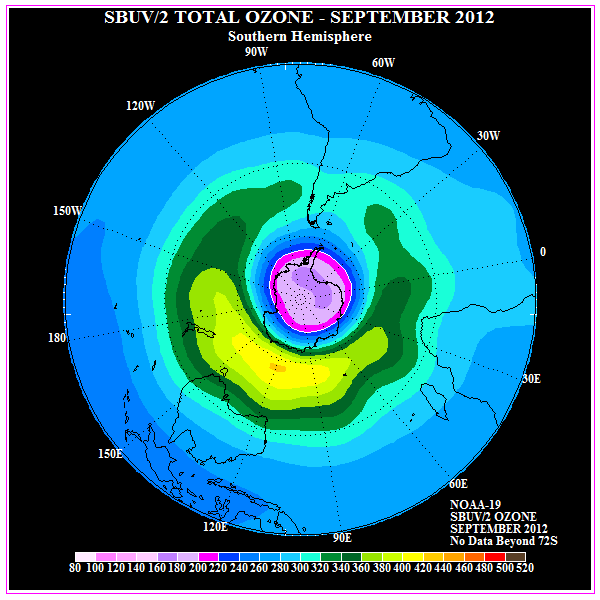 SBUV/2 TOTAL OZONE - SEPTEMBER 2012
Southern Hemisphere
90W
60W
120W
30W
150W
0
180
30E
150E
60E
120E
90E
NOAA-19
SBUV/2 OZONE
SEPTEMBER 2012
No Data Beyond 72S
80 100 120 140 160 180 200 220 240 260 280 300 320 340 360 380 400 420 440 460 480 500 520